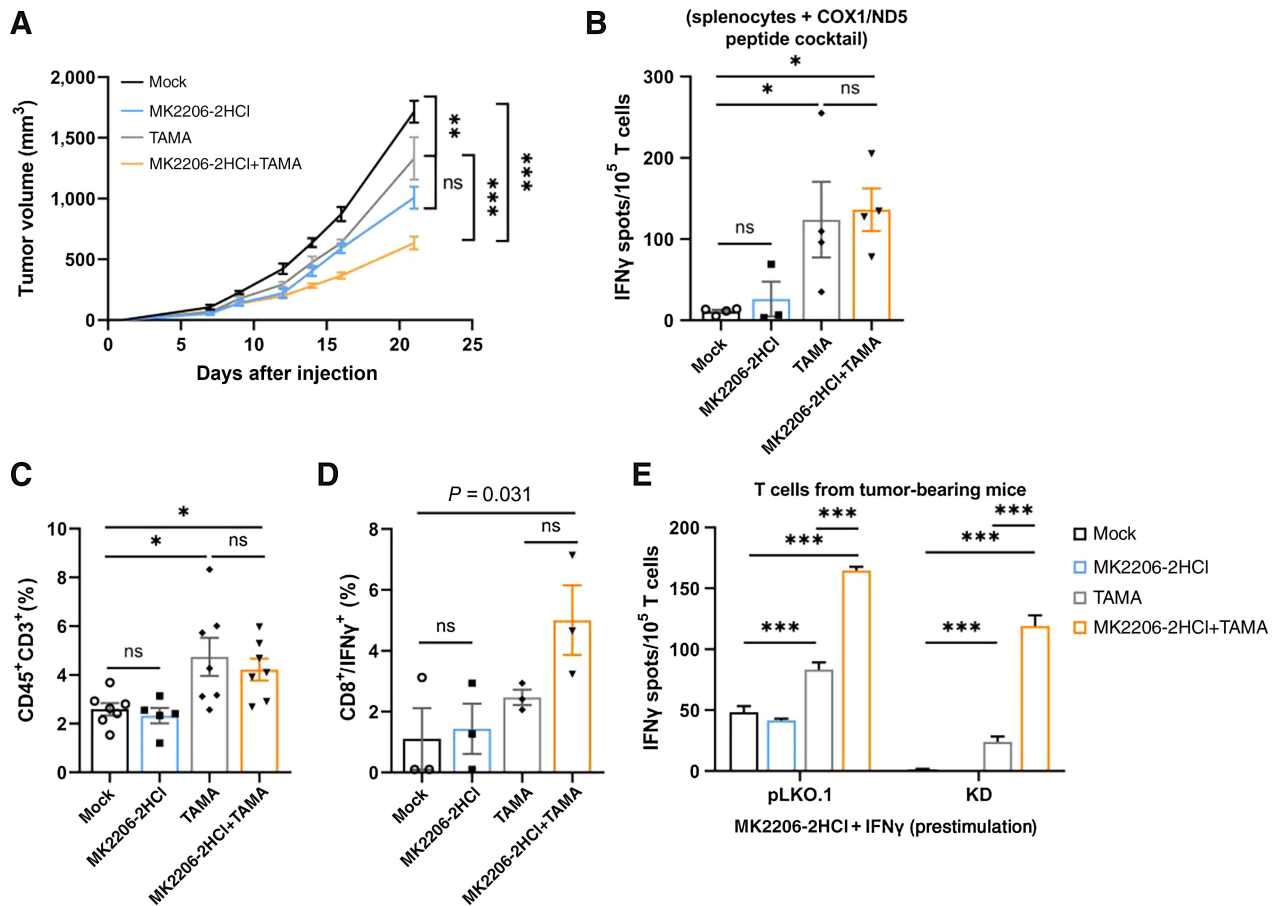 A
2,000
1,500
1,000
500
0
0 5 10 15 20 25
Tumor volume (mm³)
Days after injection
Mock
MK2206-2HCl
TAMA
MK2206-2HCl+TAMA
**
ns
***
***
B
(splenocytes + COX1/ND5
peptide cocktail)
*
* ns
ns
300
200
100
0
IFNγ spots/10⁵ T cells
Mock
MK2206-2HCl
TAMA
MK2206-2HCl+TAMA
C
*
* ns
ns
10
8
6
4
2
0
CD45⁺CD3⁺(%)
Mock
MK2206-2HCl
TAMA
MK2206-2HCl+TAMA
D
P = 0.031
ns
ns
8
6
4
2
0
CD8⁺/IFNγ⁺ (%)
Mock
MK2206-2HCl
TAMA
MK2206-2HCl+TAMA
E
T cells from tumor-bearing mice
*** ***
*** ***
*** ***
200
150
100
50
0
IFNγ spots/10⁵ T cells
pLKO.1 KD
MK2206-2HCl + IFNγ (prestimulation)
Mock
MK2206-2HCl
TAMA
MK2206-2HCl+TAMA